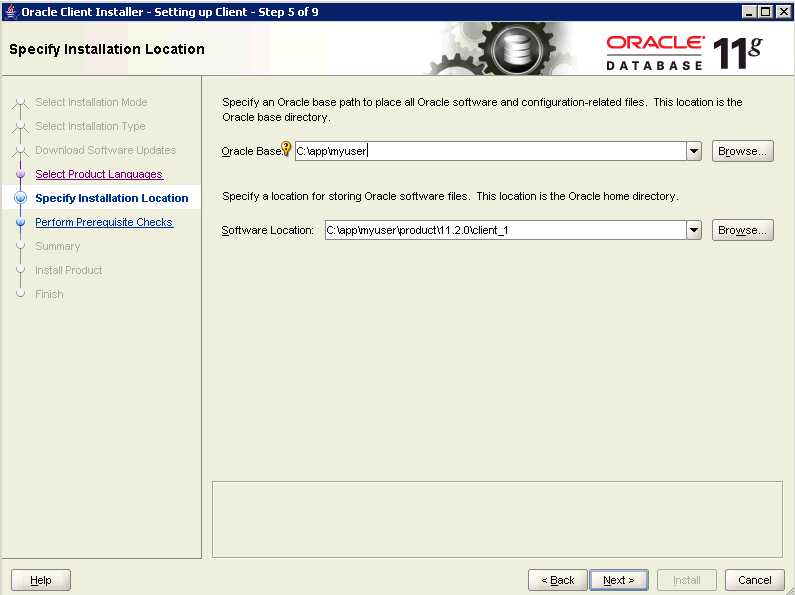 Oracle Client Installer - Setting up Client - Step 5 of 9
Specify Installation Location
ORACLE®
DATABASE
11g
Select Installation Mode
Select Installation Type
Download Software Updates
Select Product Languages
Specify Installation Location
Perform Prerequisite Checks
Summary
Install Product
Finish
Specify an Oracle base path to place all Oracle software and configuration-related files. This location is the
Oracle base directory.
Oracle Base: C:\app\myuser Browse...
Specify a location for storing Oracle software files. This location is the Oracle home directory.
Software Location: C:\app\myuser\product\11.2.0\client_1 Browse...
Help < Back Next > Install Cancel